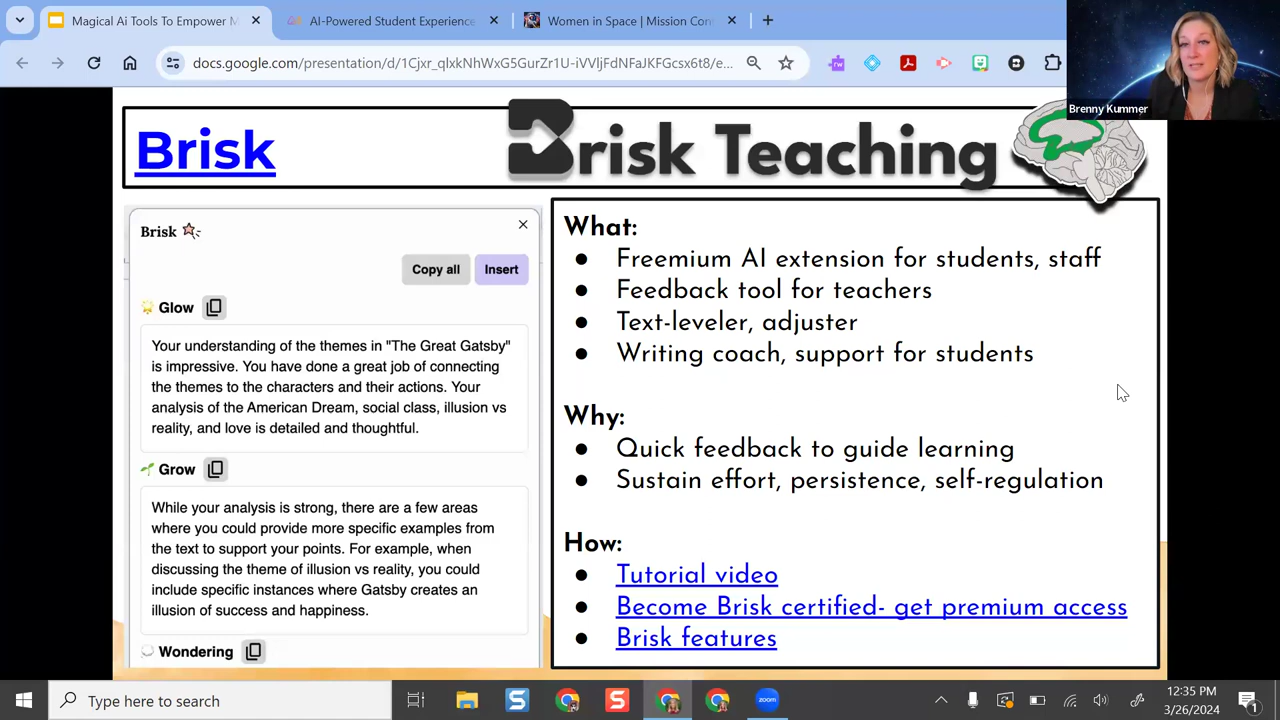 Magical Ai Tools To Empower M
AI-Powered Student Experience
Women in Space | Mission Con
docs.google.com/presentation/d/1Cjxr_qlxkNhWXG5GurZr1U-iVVljFdNFaJKFGcsx6t8/e...
Brenny Kummer
Brisk
Brisk Teaching
Brisk
Copy all
Insert
Glow
Your understanding of the themes in "The Great Gatsby"
is impressive. You have done a great job of connecting
the themes to the characters and their actions. Your
analysis of the American Dream, social class, illusion vs
reality, and love is detailed and thoughtful.
Grow
While your analysis is strong, there are a few areas
where you could provide more specific examples from
the text to support your points. For example, when
discussing the theme of illusion vs reality, you could
include specific instances where Gatsby creates an
illusion of success and happiness.
Wondering
What:
● Freemium AI extension for students, staff
● Feedback tool for teachers
● Text-leveler, adjuster
● Writing coach, support for students
Why:
● Quick feedback to guide learning
● Sustain effort, persistence, self-regulation
How:
● Tutorial video
● Become Brisk certified- get premium access
● Brisk features
Type here to search
12:35 PM
3/26/2024
1